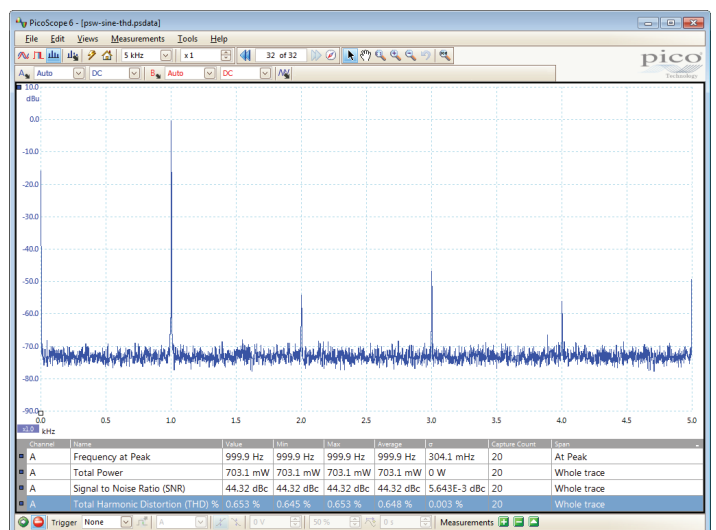 PicoScope 6 - [psw-sine-thd.psdata]
File Edit Views Measurements Tools Help
5 kHz x 1 32 of 32
pico
Technology
A Auto DC B Auto DC
10.0
dBu
0.0
-10.0
-20.0
-30.0
-40.0
-50.0
-60.0
-70.0
-80.0
-90.0
0.0 0.5 1.0 1.5 2.0 2.5 3.0 3.5 4.0 4.5 5.0
x1.0 kHz
Channel Name Value Min Max Average σ Capture Count Span
A Frequency at Peak 999.9 Hz 999.9 Hz 999.9 Hz 999.9 Hz 304.1 mHz 20 At Peak
A Total Power 703.1 mW 703.1 mW 703.1 mW 703.1 mW 0 W 20 Whole trace
A Signal to Noise Ratio (SNR) 44.32 dBc 44.32 dBc 44.32 dBc 44.32 dBc 5.643E-3 dBc 20 Whole trace
A Total Harmonic Distortion (THD) % 0.653 % 0.645 % 0.653 % 0.648 % 0.003 % 20 Whole trace
Trigger None A 0 V 50 % 0 s Measurements